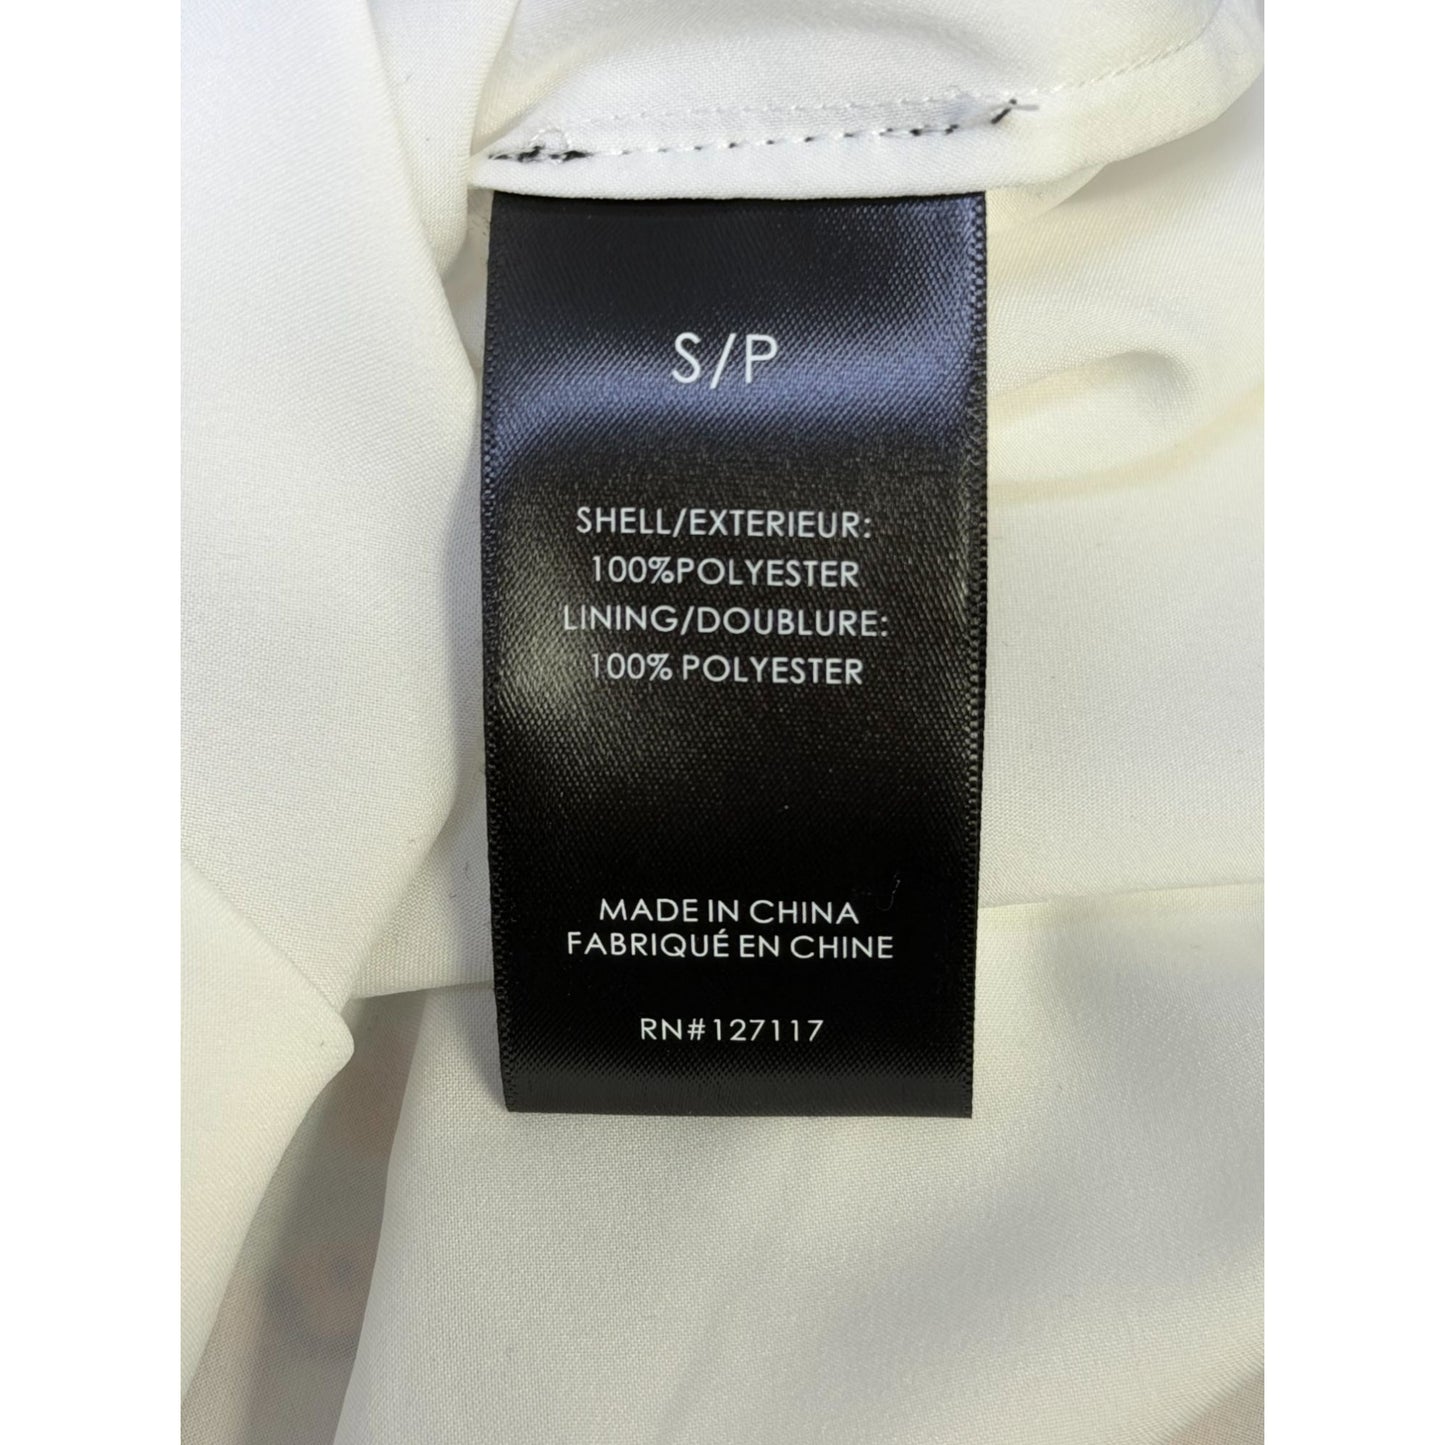 S/P
SHELL/EXTERIEUR:
100%POLYESTER
LINING/DOUBLURE:
100% POLYESTER
MADE IN CHINA
FABRIQUÉ EN CHINE
RN#127117